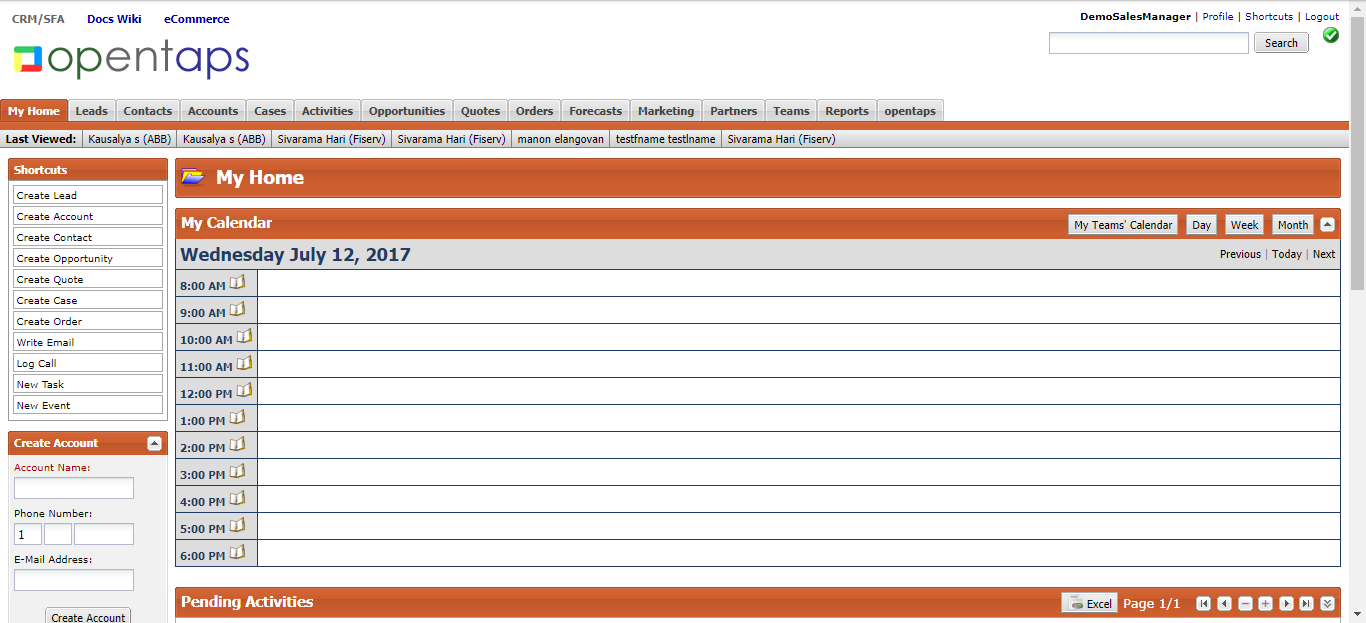 CRM/SFA Docs Wiki eCommerce
DemoSalesManager | Profile | Shortcuts | Logout
opentaps
Search
My Home Leads Contacts Accounts Cases Activities Opportunities Quotes Orders Forecasts Marketing Partners Teams Reports opentaps
Last Viewed: Kausalya s (ABB) Kausalya s (ABB) Sivarama Hari (Fiserv) Sivarama Hari (Fiserv) manon elangovan testfname testlname Sivarama Hari (Fiserv)
Shortcuts
Create Lead
Create Account
Create Contact
Create Opportunity
Create Quote
Create Case
Create Order
Write Email
Log Call
New Task
New Event
Create Account
Account Name:
Phone Number:
1
E-Mail Address:
Create Account
My Home
My Calendar
My Teams' Calendar Day Week Month
Wednesday July 12, 2017
Previous | Today | Next
8:00 AM
9:00 AM
10:00 AM
11:00 AM
12:00 PM
1:00 PM
2:00 PM
3:00 PM
4:00 PM
5:00 PM
6:00 PM
Pending Activities
Excel Page 1/1